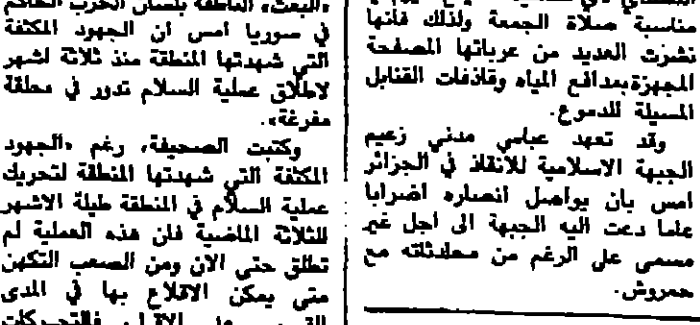 مناسبة صلاة الجمعة ولذلك فأنها
نشرت العديد من عرباتها المصفحة
المجهزة بمدافع المياه وقاذفات القنابل
المسيلة للدموع.
وقد تعهد عباسي مدني زعيم
الجبهة الاسلامية للانقاذ في الجزائر
امس بان يواصل انصاره اضرابا
عاما دعت اليه الجبهة الى اجل غير
مسمى على الرغم من محادثاته مع
حمروش.
«البعث» الناطقة بلسان الحزب الحاكم
في سوريا امس ان الجهود المكثفة
التي شهدتها المنطقة منذ ثلاثة اشهر
لاطلاق عملية السلام تدور في «حلقة
مفرغة».
وكتبت الصحيفة، رغم «الجهود
المكثفة التي شهدتها المنطقة لتحريك
عملية السلام في المنطقة طيلة الاشهر
الثلاثة الماضية فان هذه العملية لم
تطلق حتى الان ومن الصعب التكهن
متى يمكن الاقلاع بها في المدى
فالتحركات